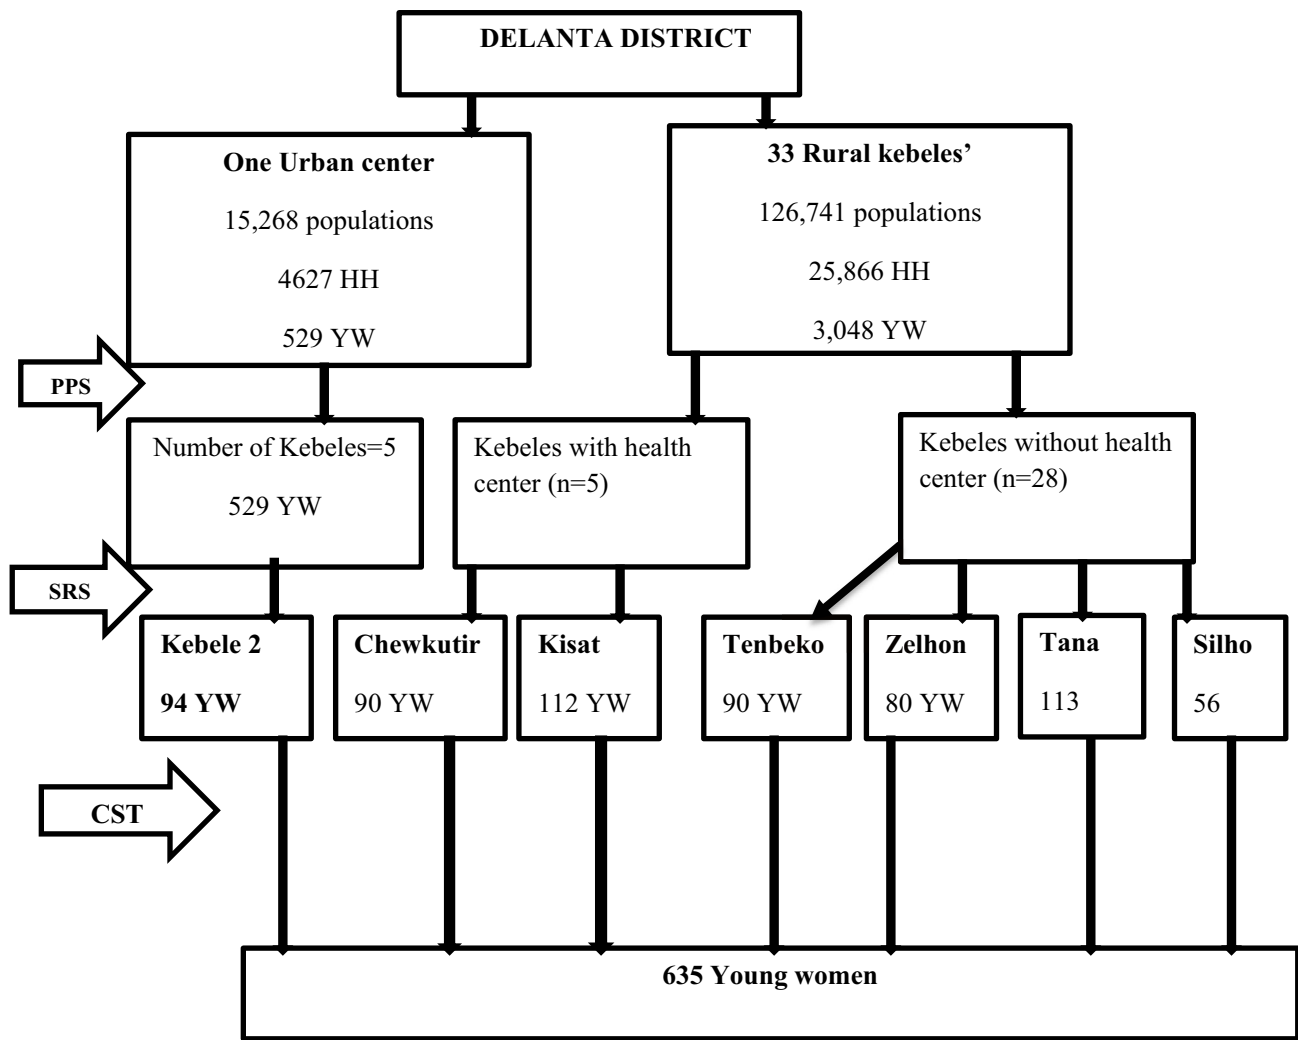 DELANTA DISTRICT
One Urban center
15,268 populations
4627 HH
529 YW
33 Rural kebeles’
126,741 populations
25,866 HH
3,048 YW
PPS
Number of Kebeles=5
529 YW
Kebeles with health
center (n=5)
Kebeles without health
center (n=28)
SRS
Kebele 2
94 YW
Chewkutir
90 YW
Kisat
112 YW
Tenbeko
90 YW
Zelhon
80 YW
Tana
113
Silho
56
CST
635 Young women